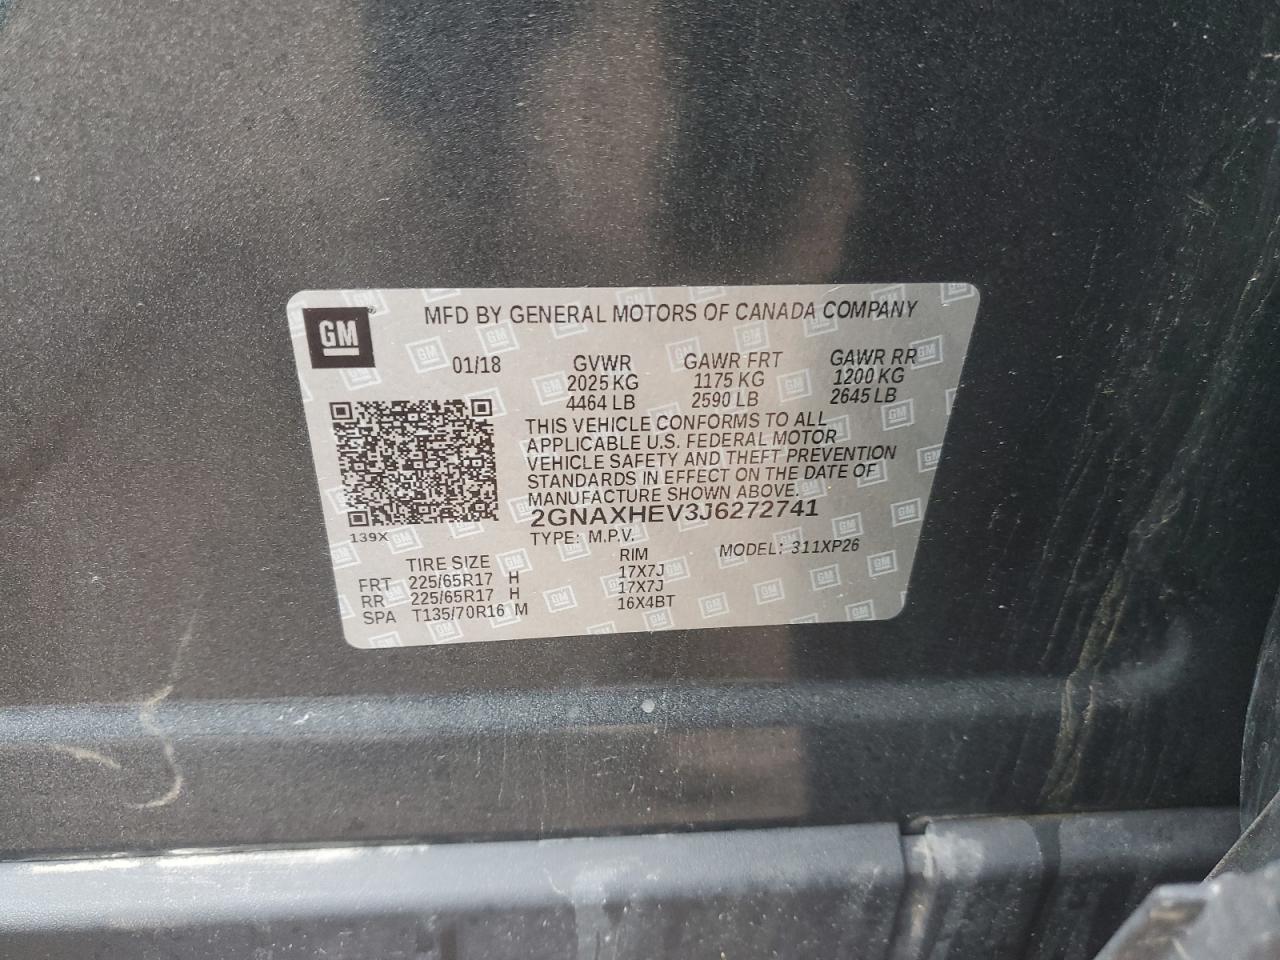 GM
MFD BY GENERAL MOTORS OF CANADA COMPANY
01/18 GVWR GAWR FRT GAWR RR
2025 KG 1175 KG 1200 KG
4464 LB 2590 LB 2645 LB
THIS VEHICLE CONFORMS TO ALL
APPLICABLE U.S. FEDERAL MOTOR
VEHICLE SAFETY AND THEFT PREVENTION
STANDARDS IN EFFECT ON THE DATE OF
MANUFACTURE SHOWN ABOVE.
2GNAXHEV3J6272741
139X
TYPE: M.P.V. MODEL: 311XP26
TIRE SIZE RIM
FRT 225/65R17 H 17X7J
RR 225/65R17 H 17X7J
SPA T135/70R16 M 16X4BT